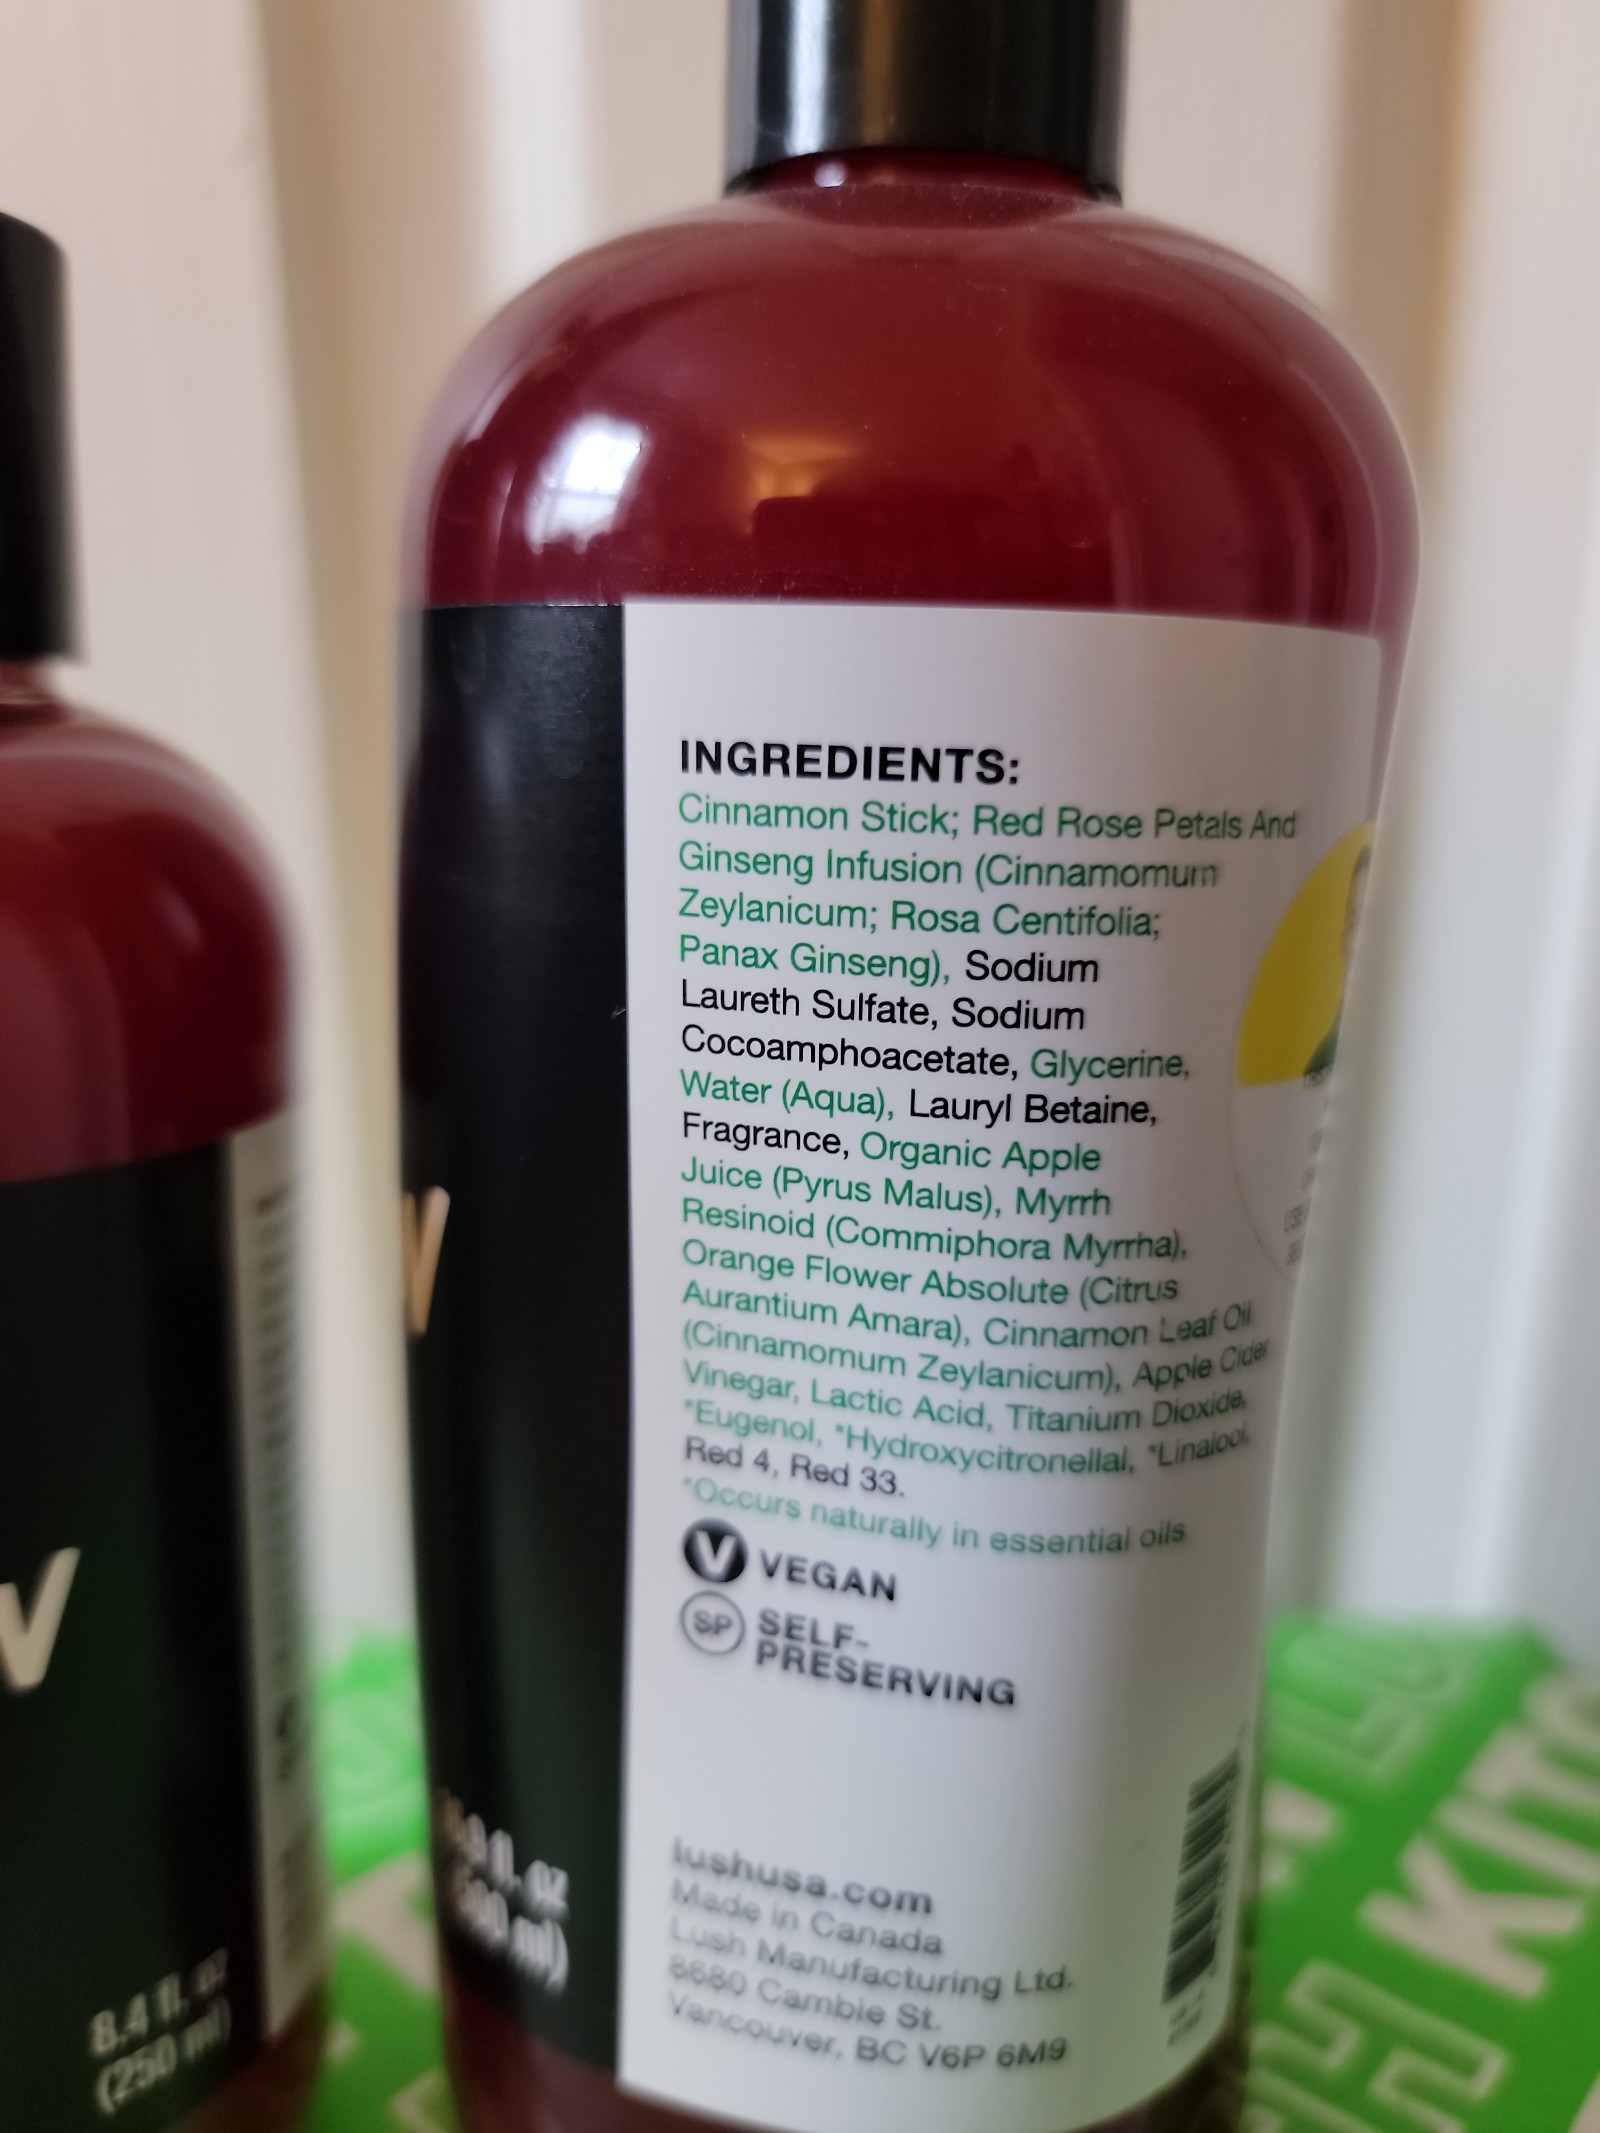 INGREDIENTS:
Cinnamon Stick; Red Rose Petals And
Ginseng Infusion (Cinnamomum
Zeylanicum; Rosa Centifolia;
Panax Ginseng), Sodium
Laureth Sulfate, Sodium
Cocoamphoacetate, Glycerine,
Water (Aqua), Lauryl Betaine,
Fragrance, Organic Apple
Juice (Pyrus Malus), Myrrh
Resinoid (Commiphora Myrrha),
Orange Flower Absolute (Citrus
Aurantium Amara), Cinnamon Leaf Oil
(Cinnamomum Zeylanicum), Apple Cider
Vinegar, Lactic Acid, Titanium Dioxide,
*Eugenol, *Hydroxycitronellal, *Linalool,
Red 4, Red 33.
*Occurs naturally in essential oils
V VEGAN
SP SELF-
PRESERVING
lushusa.com
Made in Canada
Lush Manufacturing Ltd.
8680 Cambie St.
Vancouver, BC V6P 6M9
fl. oz
ml)
W
8.4 fl. oz
(250 ml)